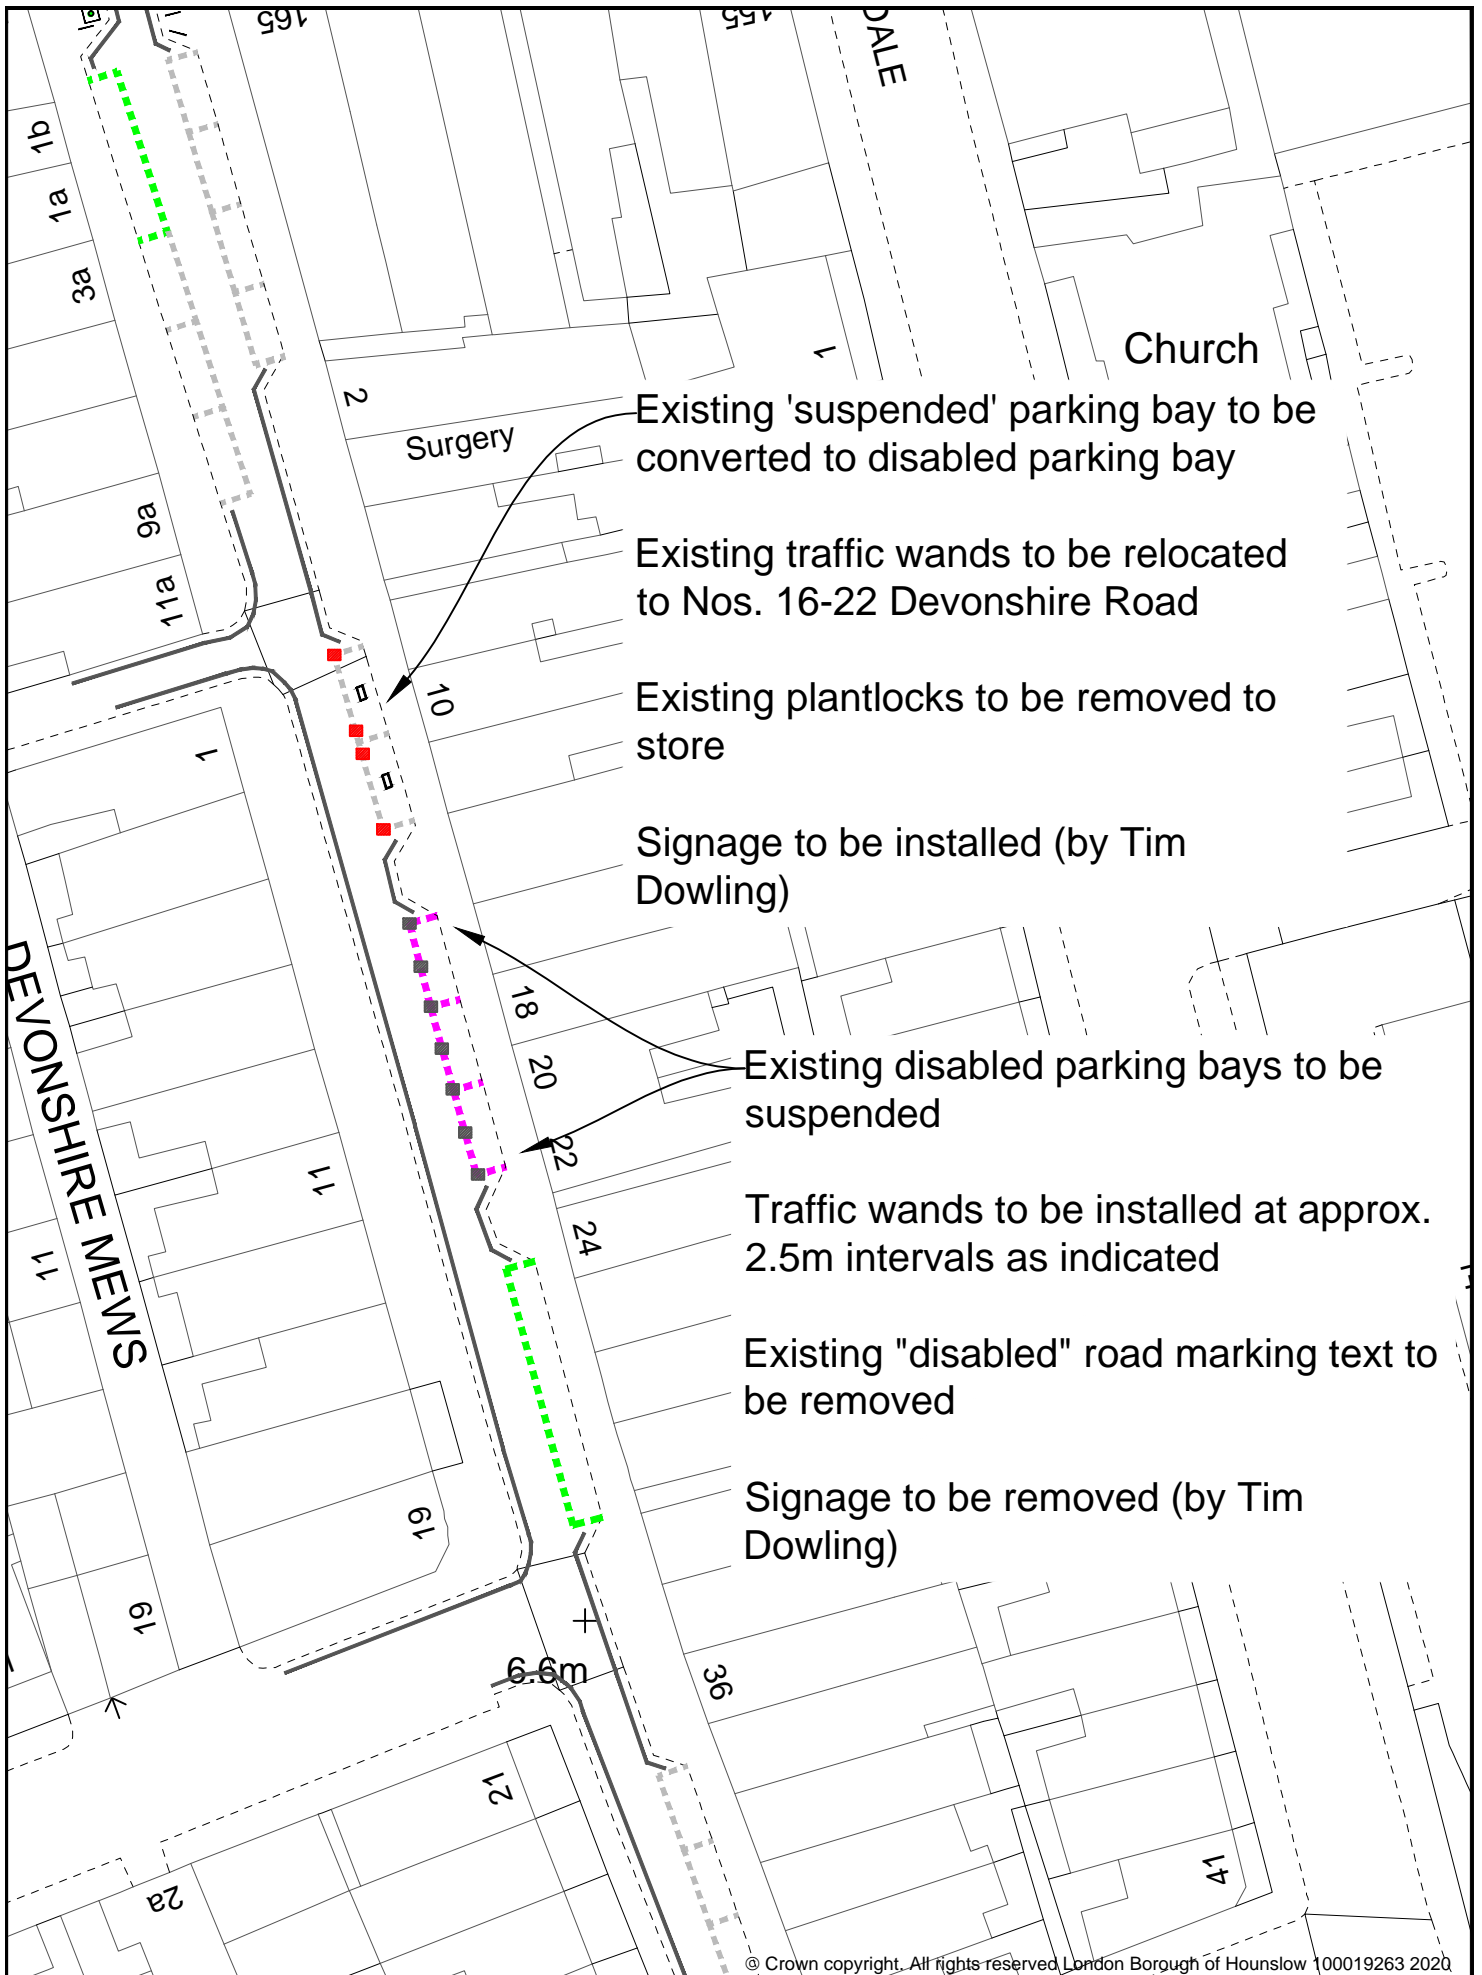 165
155
DALE
1b
1a
3a
2
1
Church
Surgery
Existing 'suspended' parking bay to be
converted to disabled parking bay
9a
11a
Existing traffic wands to be relocated
to Nos. 16-22 Devonshire Road
10
Existing plantlocks to be removed to
store
1
Signage to be installed (by Tim
Dowling)
DEVONSHIRE MEWS
18
20
22
24
Existing disabled parking bays to be
suspended
11
11
Traffic wands to be installed at approx.
2.5m intervals as indicated
Existing "disabled" road marking text to
be removed
Signage to be removed (by Tim
Dowling)
19
19
6.6m
36
21
2a
41
@ Crown copyright. All rights reserved London Borough of Hounslow 100019263 2020